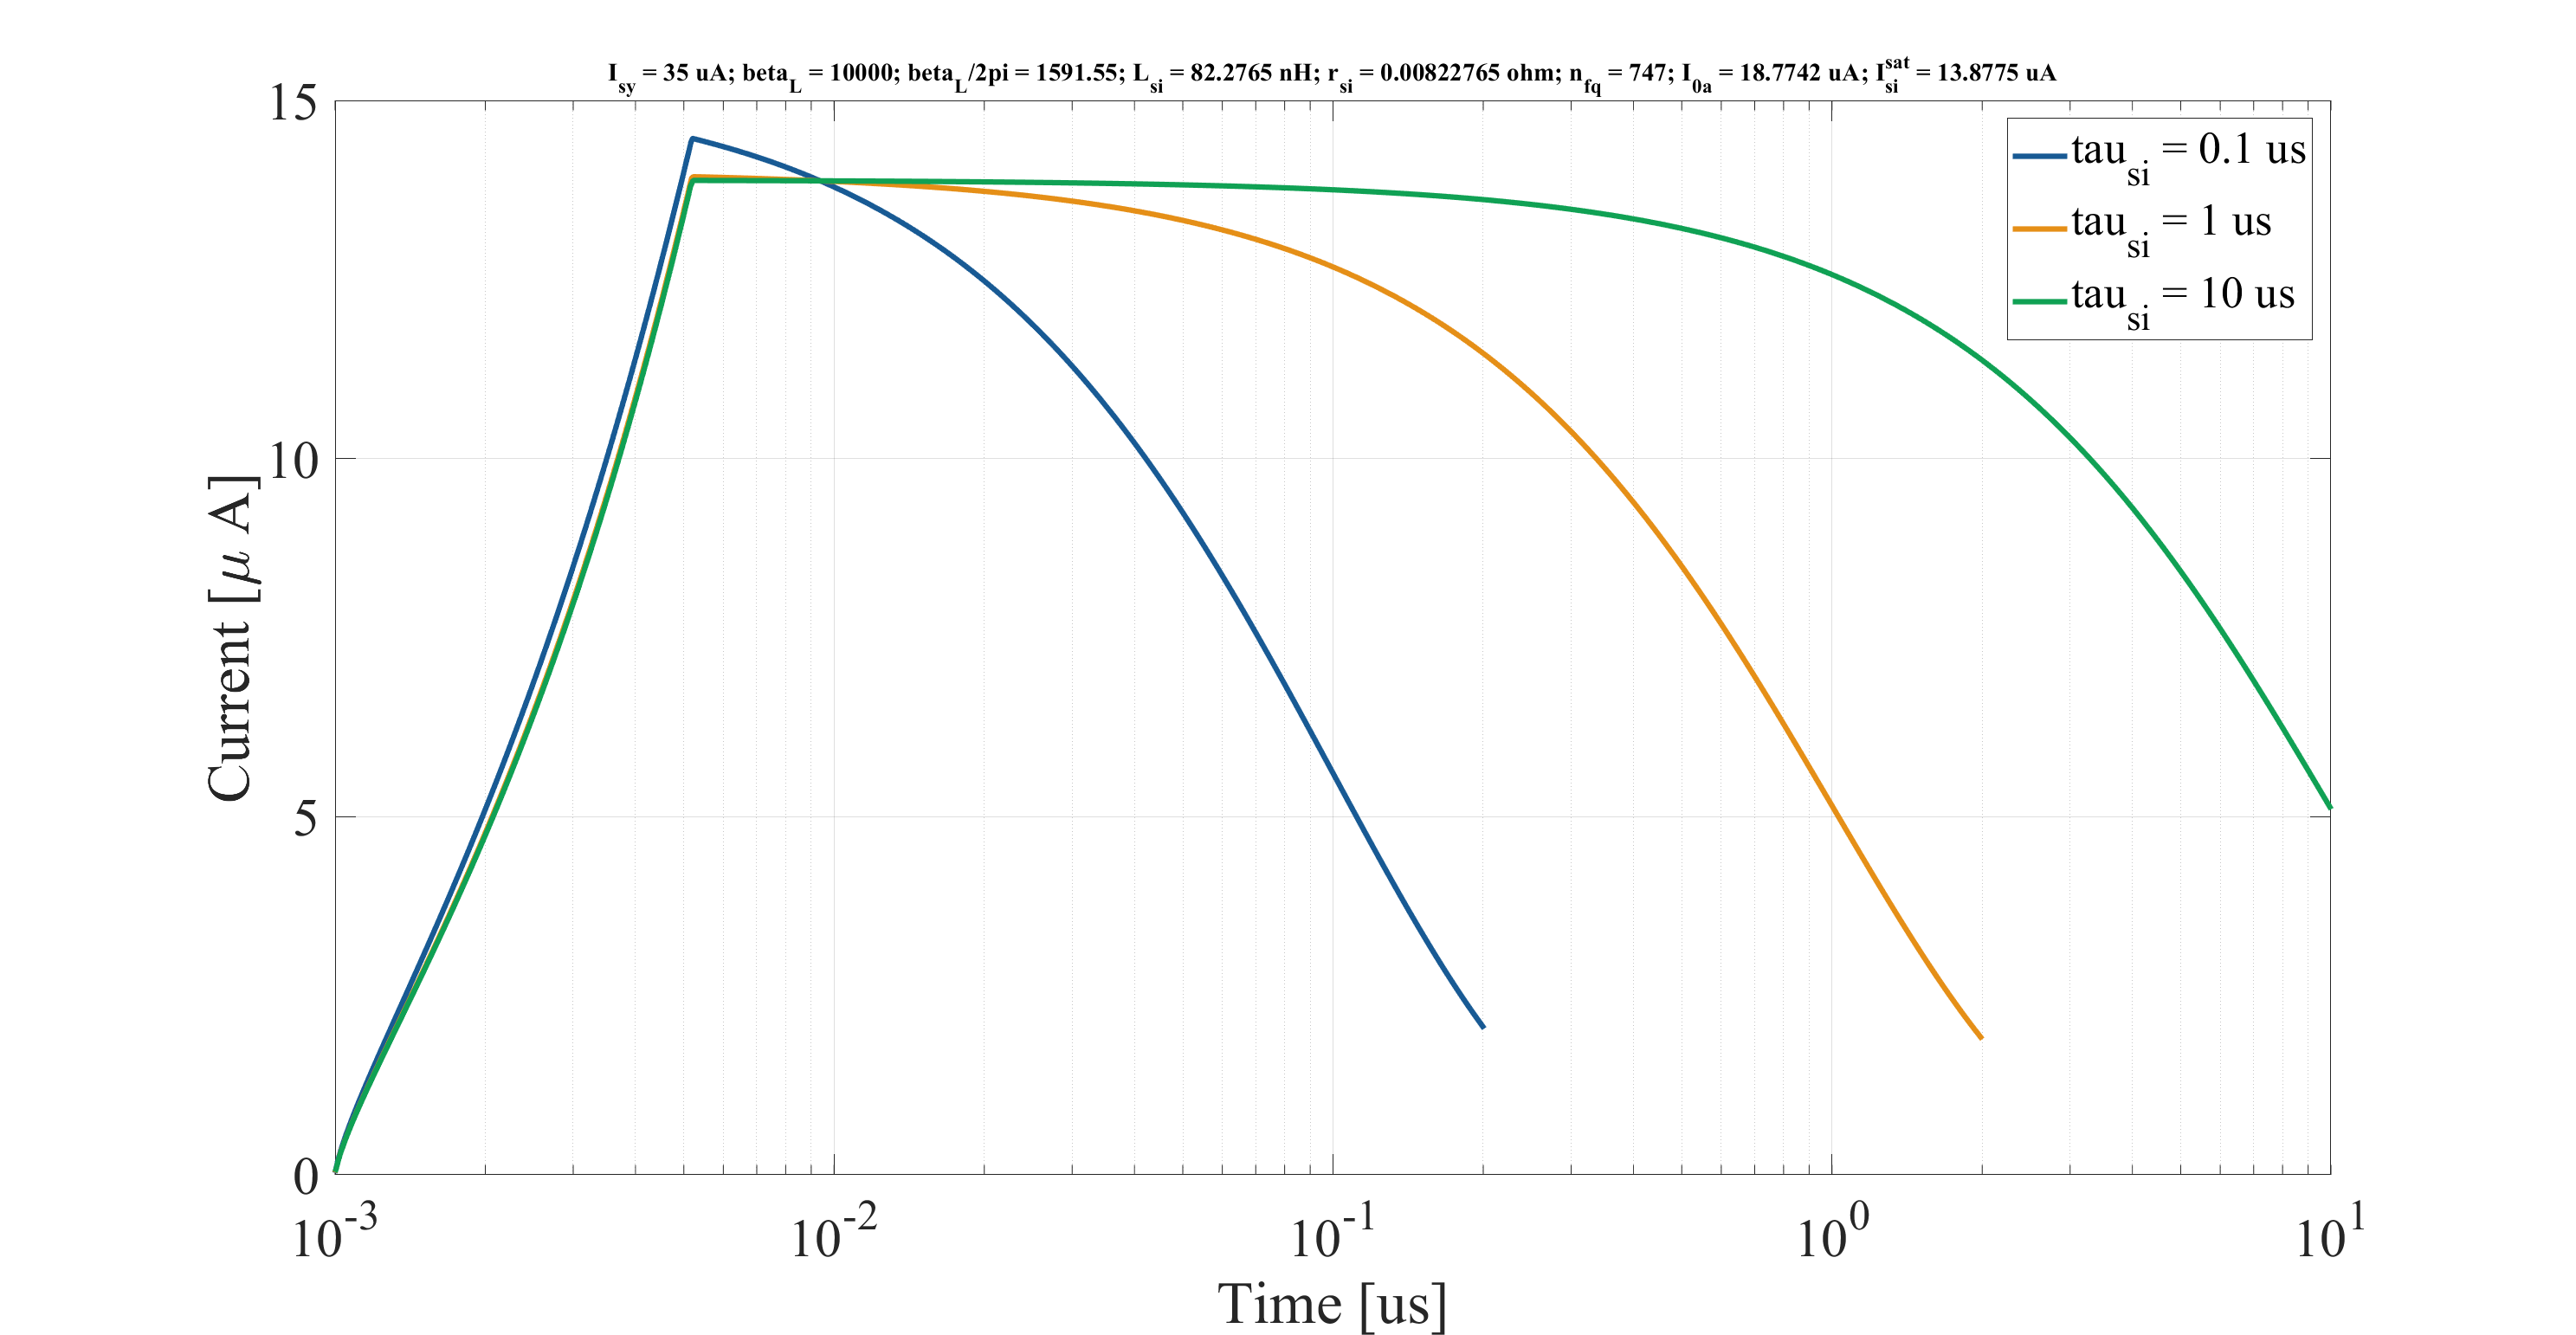 I_sy = 35 uA; beta_L = 10000; beta_L/2pi = 1591.55; L_si = 82.2765 nH; r_si = 0.00822765 ohm; n_fq = 747; I_0a = 18.7742 uA; I_si^sat = 13.8775 uA
tau_si = 0.1 us
tau_si = 1 us
tau_si = 10 us
Current [μ A]
15
10
5
0
10^-3 10^-2 10^-1 10^0 10^1
Time [us]